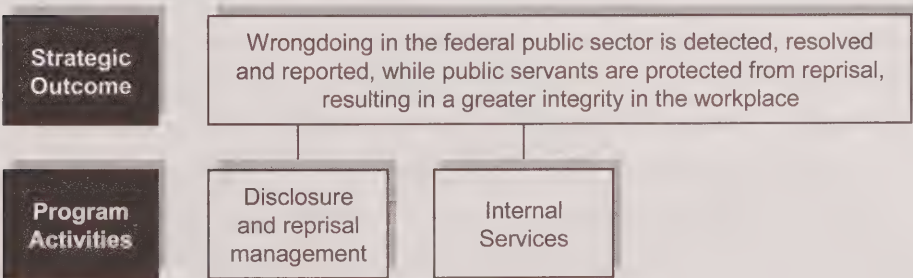 Strategic
Outcome
Wrongdoing in the federal public sector is detected, resolved
and reported, while public servants are protected from reprisal,
resulting in a greater integrity in the workplace
Program
Activities
Disclosure
and reprisal
management
Internal
Services